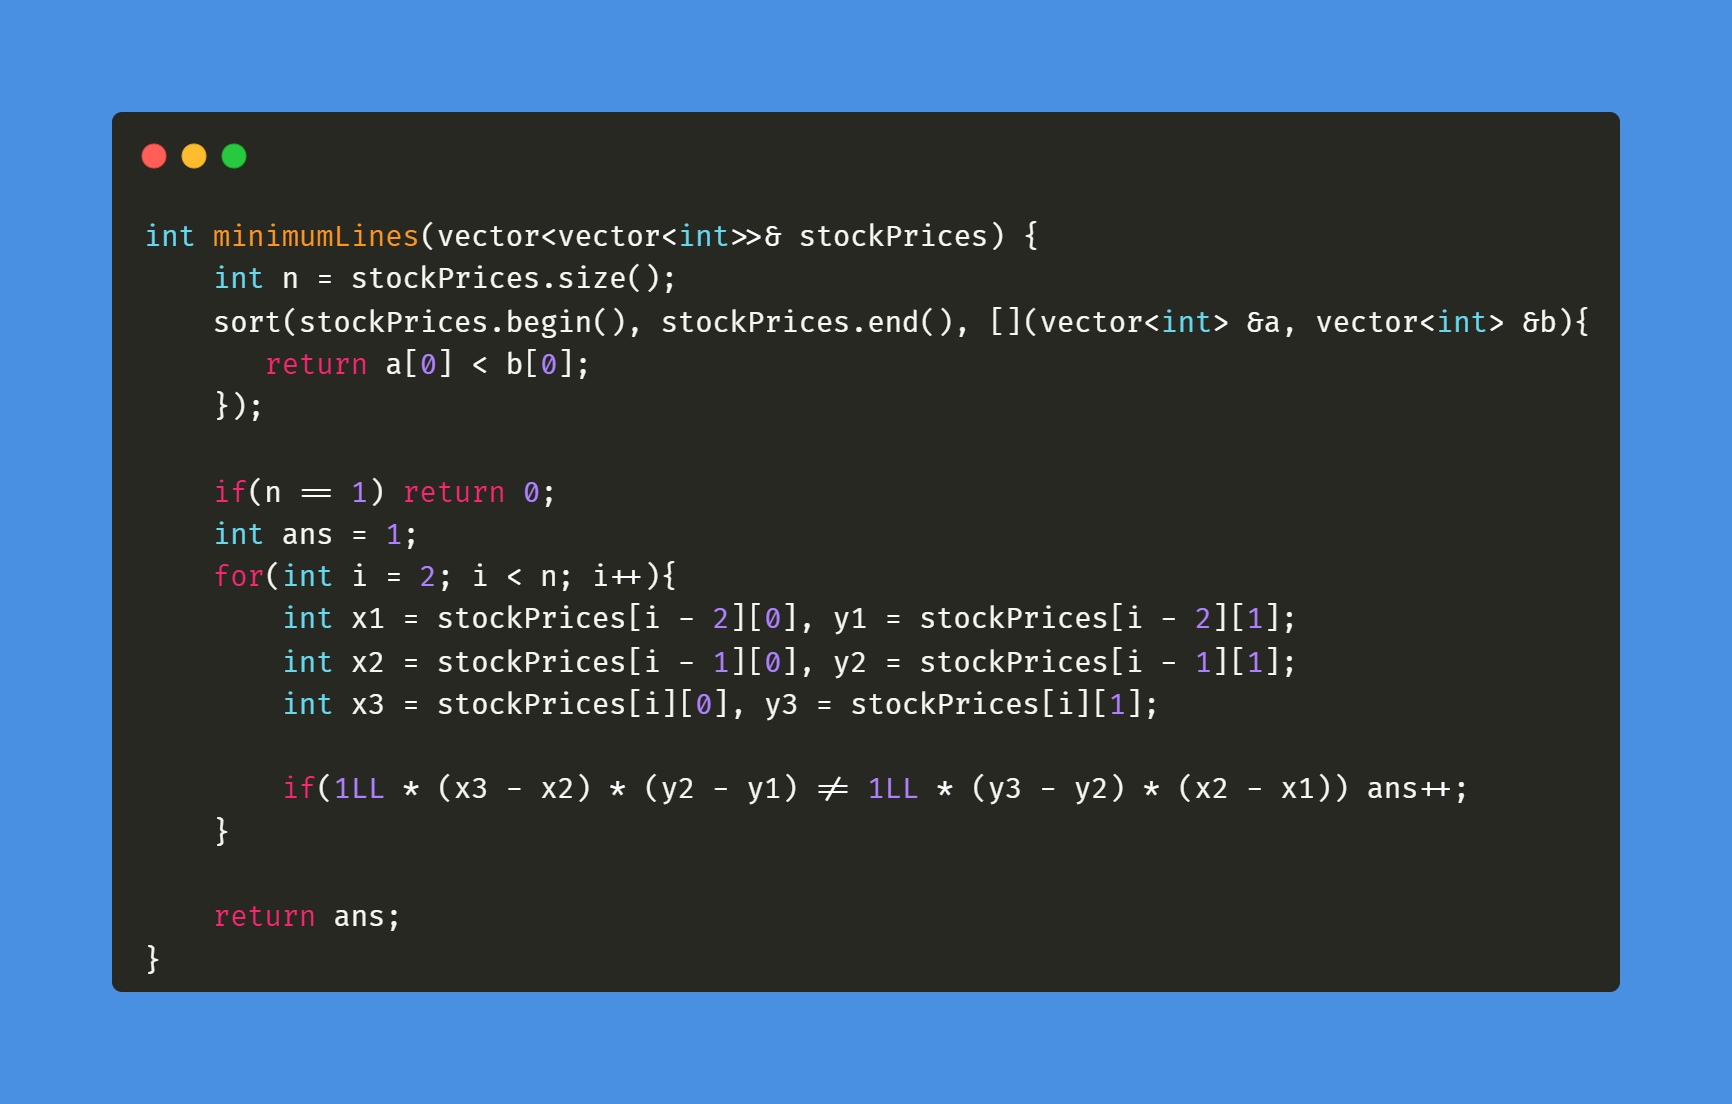 int minimumLines(vector<vector<int>>& stockPrices) {
    int n = stockPrices.size();
    sort(stockPrices.begin(), stockPrices.end(), [](vector<int> &a, vector<int> &b){
       return a[0] < b[0];
    });

    if(n == 1) return 0;
    int ans = 1;
    for(int i = 2; i < n; i++){
        int x1 = stockPrices[i - 2][0], y1 = stockPrices[i - 2][1];
        int x2 = stockPrices[i - 1][0], y2 = stockPrices[i - 1][1];
        int x3 = stockPrices[i][0], y3 = stockPrices[i][1];

        if(1LL * (x3 - x2) * (y2 - y1) != 1LL * (y3 - y2) * (x2 - x1)) ans++;
    }

    return ans;
}